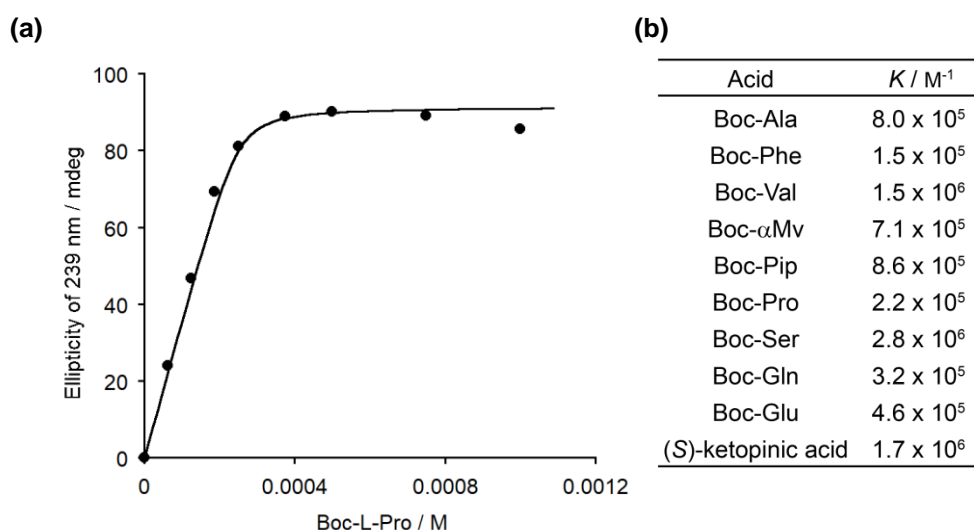 (a)
Ellipticity of 239 nm / mdeg
100
80
60
40
20
0
0
0.0004
0.0008
0.0012
Boc-L-Pro / M
(b)
Acid K / M⁻¹
Boc-Ala 8.0 x 10⁵
Boc-Phe 1.5 x 10⁵
Boc-Val 1.5 x 10⁶
Boc-αMv 7.1 x 10⁵
Boc-Pip 8.6 x 10⁵
Boc-Pro 2.2 x 10⁵
Boc-Ser 2.8 x 10⁶
Boc-Gln 3.2 x 10⁵
Boc-Glu 4.6 x 10⁵
(S)-ketopinic acid 1.7 x 10⁶